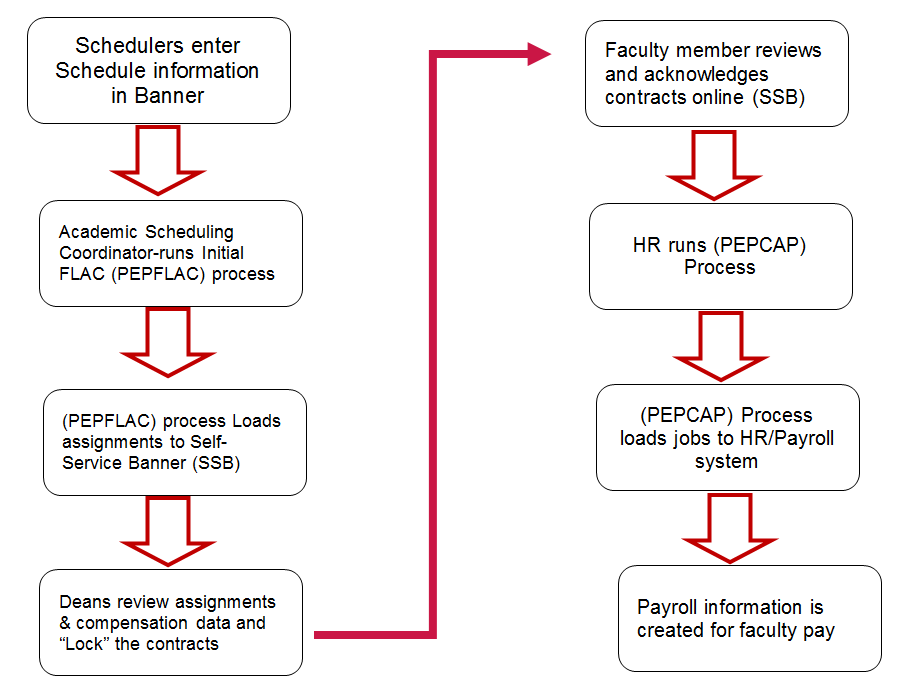 Schedulers enter
Schedule information
in Banner
Academic Scheduling
Coordinator-runs Initial
FLAC (PEPFLAC) process
(PEPFLAC) process Loads
assignments to Self-
Service Banner (SSB)
Deans review assignments
& compensation data and
“Lock” the contracts
Faculty member reviews
and acknowledges
contracts online (SSB)
HR runs (PEPCAP)
Process
(PEPCAP) Process
loads jobs to HR/Payroll
system
Payroll information is
created for faculty pay